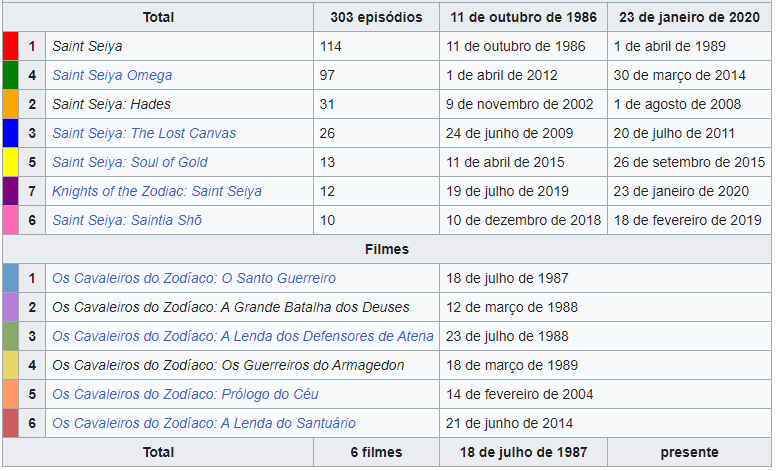 Total 303 episódios 11 de outubro de 1986 23 de janeiro de 2020
1 Saint Seiya 114 11 de outubro de 1986 1 de abril de 1989
4 Saint Seiya Omega 97 1 de abril de 2012 30 de março de 2014
2 Saint Seiya: Hades 31 9 de novembro de 2002 1 de agosto de 2008
3 Saint Seiya: The Lost Canvas 26 24 de junho de 2009 20 de julho de 2011
5 Saint Seiya: Soul of Gold 13 11 de abril de 2015 26 de setembro de 2015
7 Knights of the Zodiac: Saint Seiya 12 19 de julho de 2019 23 de janeiro de 2020
6 Saint Seiya: Saintia Shō 10 10 de dezembro de 2018 18 de fevereiro de 2019
Filmes
1 Os Cavaleiros do Zodíaco: O Santo Guerreiro 18 de julho de 1987
2 Os Cavaleiros do Zodíaco: A Grande Batalha dos Deuses 12 de março de 1988
3 Os Cavaleiros do Zodíaco: A Lenda dos Defensores de Atena 23 de julho de 1988
4 Os Cavaleiros do Zodíaco: Os Guerreiros do Armagedon 18 de março de 1989
5 Os Cavaleiros do Zodíaco: Prólogo do Céu 14 de fevereiro de 2004
6 Os Cavaleiros do Zodíaco: A Lenda do Santuário 21 de junho de 2014
Total 6 filmes 18 de julho de 1987 presente